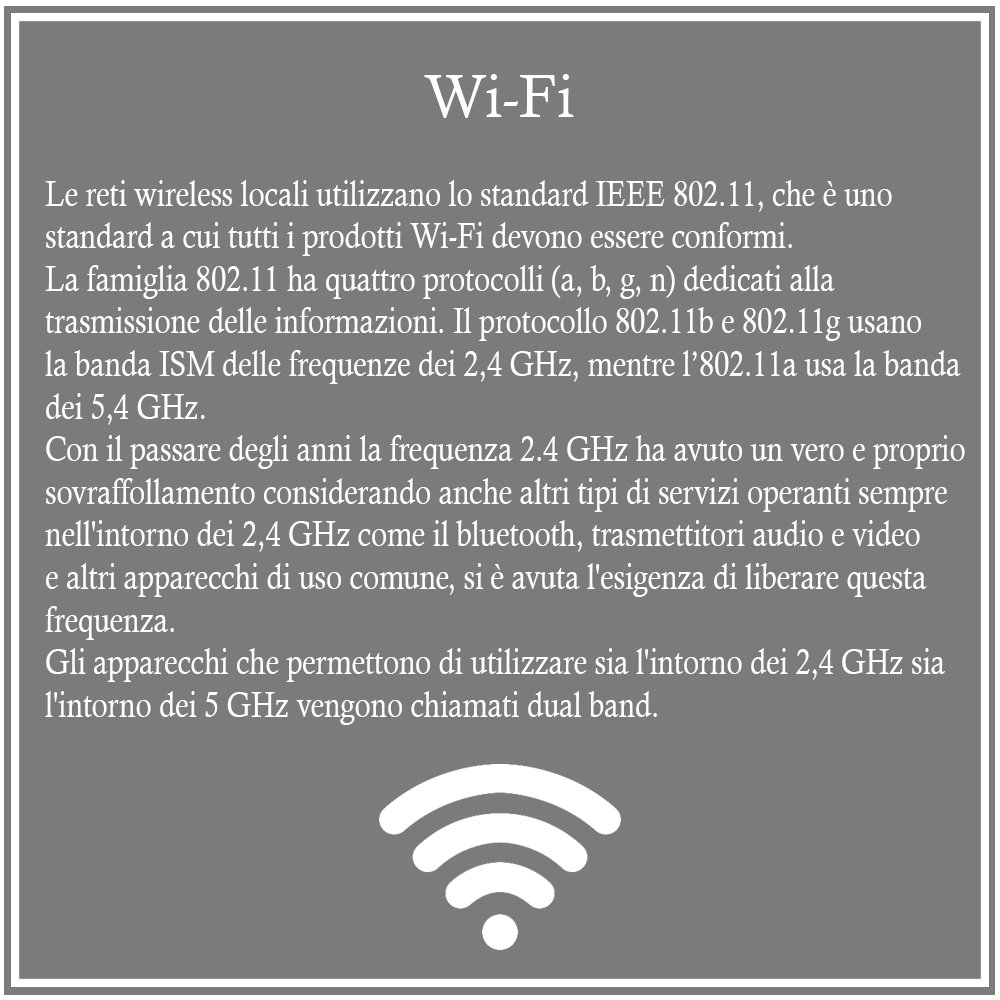 Wi-Fi
Le reti wireless locali utilizzano lo standard IEEE 802.11, che è uno
standard a cui tutti i prodotti Wi-Fi devono essere conformi.
La famiglia 802.11 ha quattro protocolli (a, b, g, n) dedicati alla
trasmissione delle informazioni. Il protocollo 802.11b e 802.11g usano
la banda ISM delle frequenze dei 2,4 GHz, mentre l’802.11a usa la banda
dei 5,4 GHz.
Con il passare degli anni la frequenza 2.4 GHz ha avuto un vero e proprio
sovraffollamento considerando anche altri tipi di servizi operanti sempre
nell'intorno dei 2,4 GHz come il bluetooth, trasmettitori audio e video
e altri apparecchi di uso comune, si è avuta l'esigenza di liberare questa
frequenza.
Gli apparecchi che permettono di utilizzare sia l'intorno dei 2,4 GHz sia
l'intorno dei 5 GHz vengono chiamati dual band.